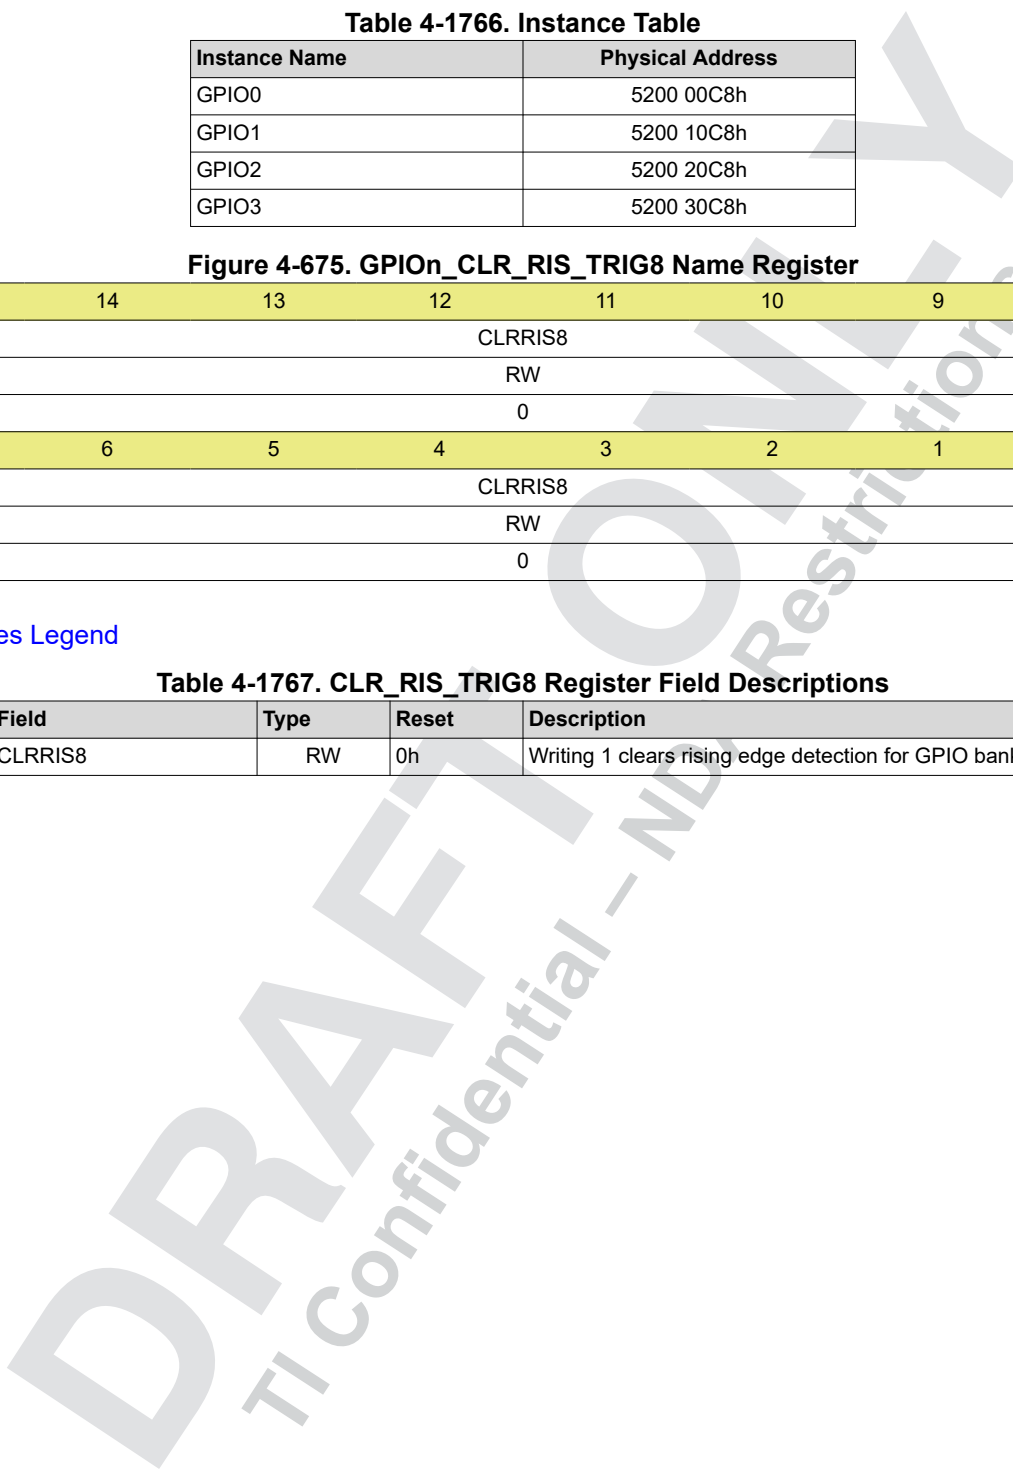 Table 4-1766. Instance Table
Instance Name Physical Address
GPIO0 5200 00C8h
GPIO1 5200 10C8h
GPIO2 5200 20C8h
GPIO3 5200 30C8h
Figure 4-675. GPIOn_CLR_RIS_TRIG8 Name Register
14 13 12 11 10 9
CLRRIS8
RW
0
6 5 4 3 2 1
CLRRIS8
RW
0
es Legend
Table 4-1767. CLR_RIS_TRIG8 Register Field Descriptions
Field Type Reset Description
CLRRIS8 RW 0h Writing 1 clears rising edge detection for GPIO bank
DRAFT ONLY
TI Confidential – NDA Restrictions